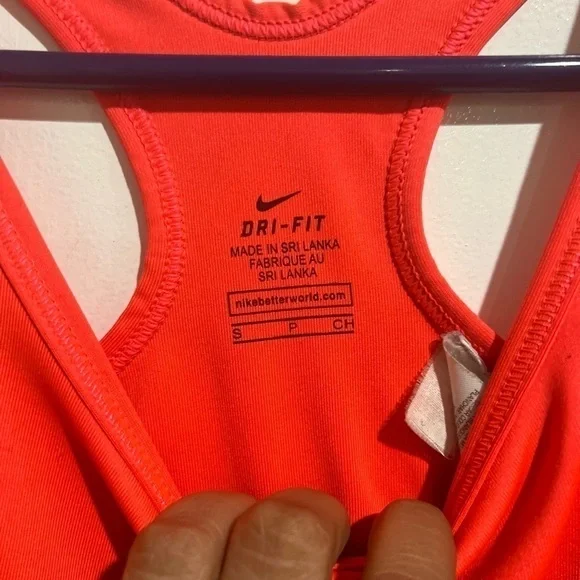 DRI-FIT
MADE IN SRI LANKA
FABRIQUE AU
SRI LANKA
nikebetterworld.com
S P CH